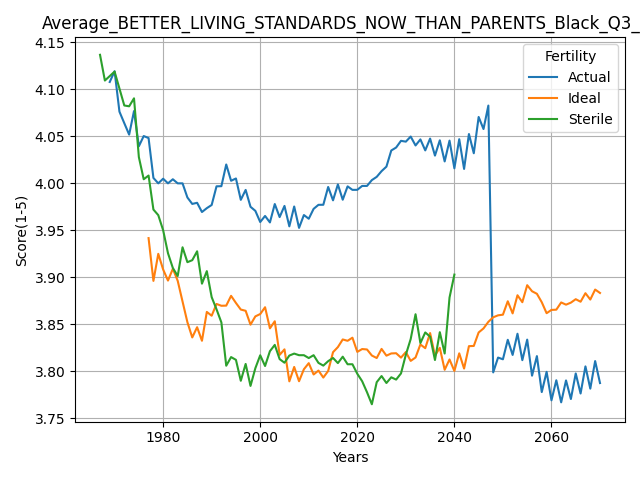 Average_BETTER_LIVING_STANDARDS_NOW_THAN_PARENTS_Black_Q3_
4.15
4.10
4.05
4.00
3.95
3.90
3.85
3.80
3.75
Score(1-5)
Fertility
Actual
Ideal
Sterile
1980 2000 2020 2040 2060
Years